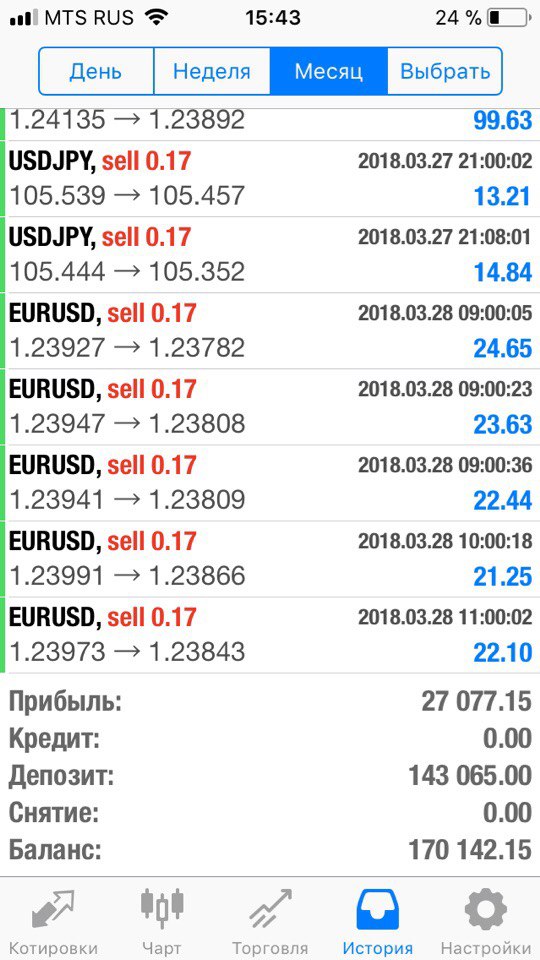 MTS RUS 15:43 24 %
День Неделя Месяц Выбрать
1.24135 → 1.23892 99.63
USDJPY, sell 0.17 2018.03.27 21:00:02
105.539 → 105.457 13.21
USDJPY, sell 0.17 2018.03.27 21:08:01
105.444 → 105.352 14.84
EURUSD, sell 0.17 2018.03.28 09:00:05
1.23927 → 1.23782 24.65
EURUSD, sell 0.17 2018.03.28 09:00:23
1.23947 → 1.23808 23.63
EURUSD, sell 0.17 2018.03.28 09:00:36
1.23941 → 1.23809 22.44
EURUSD, sell 0.17 2018.03.28 10:00:18
1.23991 → 1.23866 21.25
EURUSD, sell 0.17 2018.03.28 11:00:02
1.23973 → 1.23843 22.10
Прибыль: 27 077.15
Кредит: 0.00
Депозит: 143 065.00
Снятие: 0.00
Баланс: 170 142.15
Котировки Чарт Торговля История Настройки